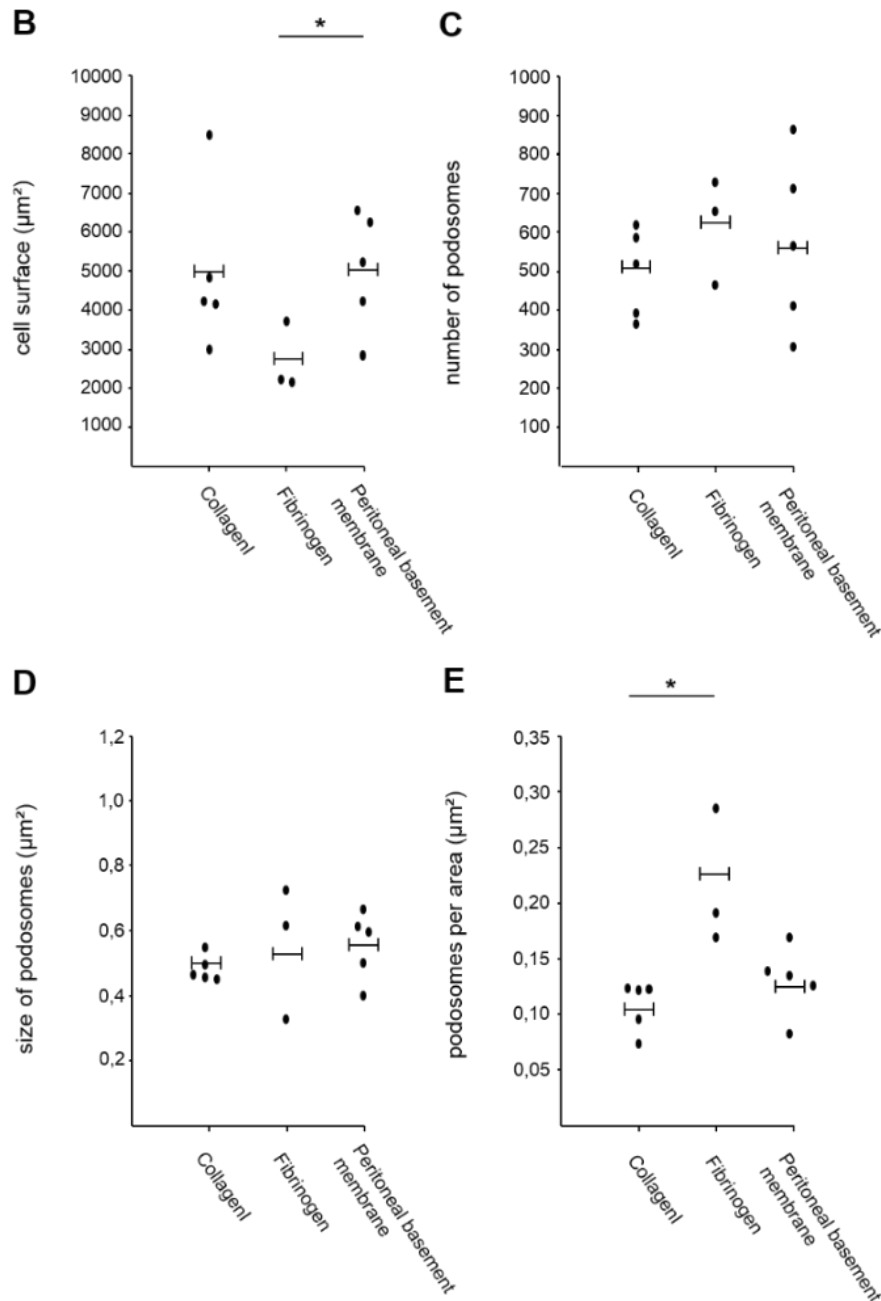 B
*
10000
9000
8000
7000
6000
5000
4000
3000
2000
1000
cell surface (µm²)
CollagenI
Fibrinogen
Peritoneal basement
membrane
C
1000
900
800
700
600
500
400
300
200
100
number of podosomes
CollagenI
Fibrinogen
Peritoneal basement
membrane
D
1,2
1,0
0,8
0,6
0,4
0,2
size of podosomes (µm²)
CollagenI
Fibrinogen
Peritoneal basement
membrane
E
*
0,35
0,30
0,25
0,20
0,15
0,10
0,05
podosomes per area (µm²)
CollagenI
Fibrinogen
Peritoneal basement
membrane